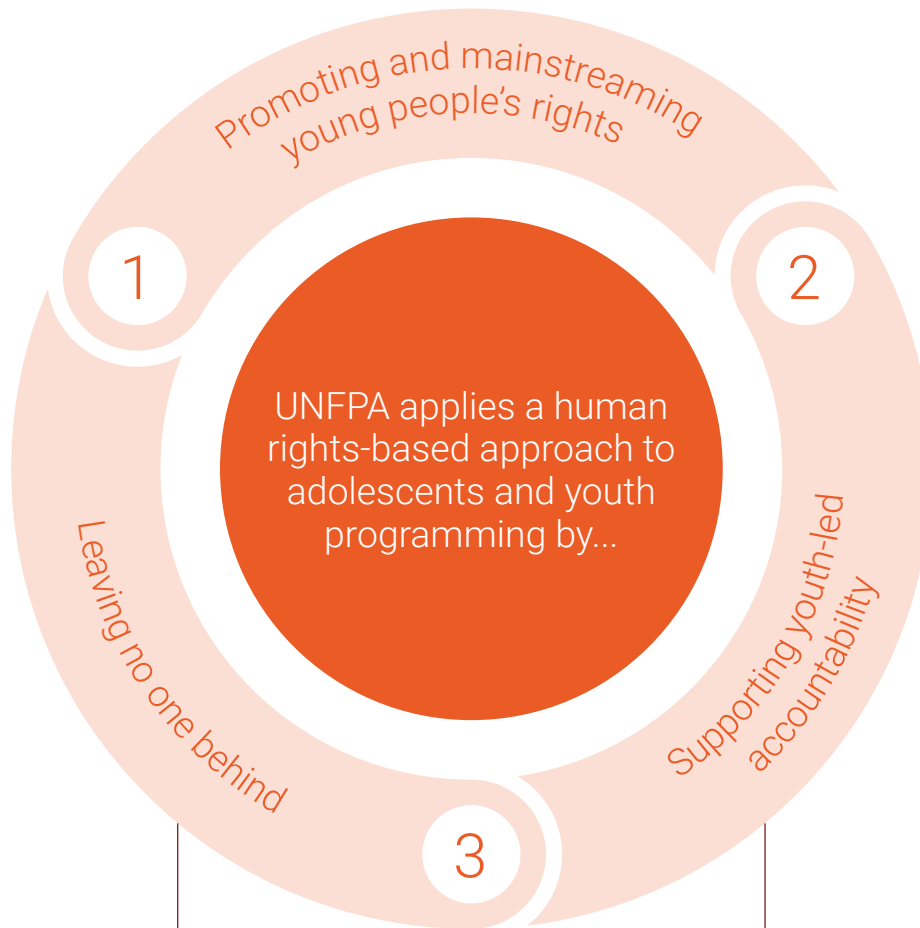 Promoting and mainstreaming
young people's rights
1
2
UNFPA applies a human
rights-based approach to
adolescents and youth
programming by...
Supporting youth-led
accountability
3
Leaving no one behind